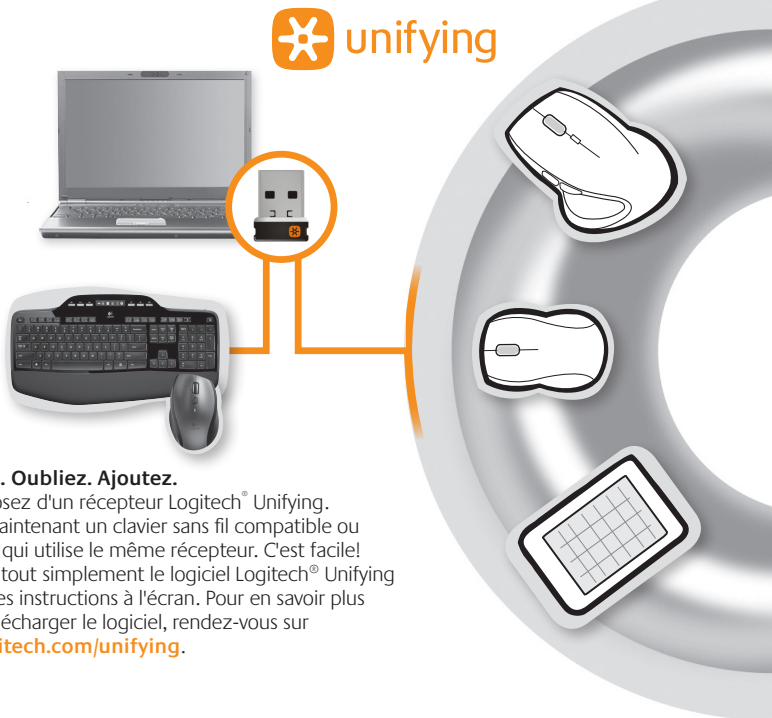 unifying
. Oubliez. Ajoutez.
osez d'un récepteur Logitech® Unifying.
aintenant un clavier sans fil compatible ou
qui utilise le même récepteur. C'est facile!
tout simplement le logiciel Logitech® Unifying
es instructions à l'écran. Pour en savoir plus
lécharger le logiciel, rendez-vous sur
itech.com/unifying.